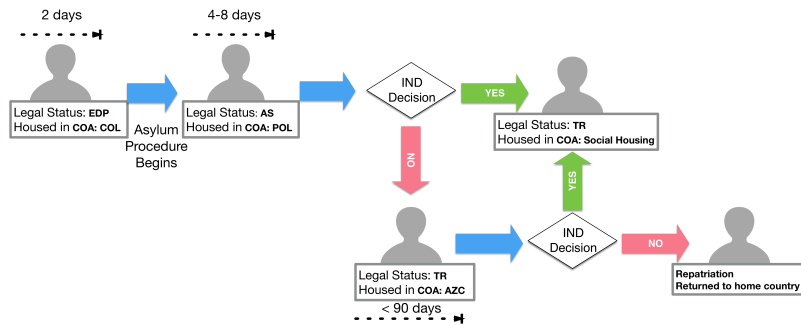 2 days
4-8 days
Legal Status: EDP
Housed in COA: COL
Asylum
Procedure
Begins
Legal Status: AS
Housed in COA: POL
IND
Decision
YES
Legal Status: TR
Housed in COA: Social Housing
NO
YES
Legal Status: TR
Housed in COA: AZC
< 90 days
IND
Decision
NO
Repatriation
Returned to home country